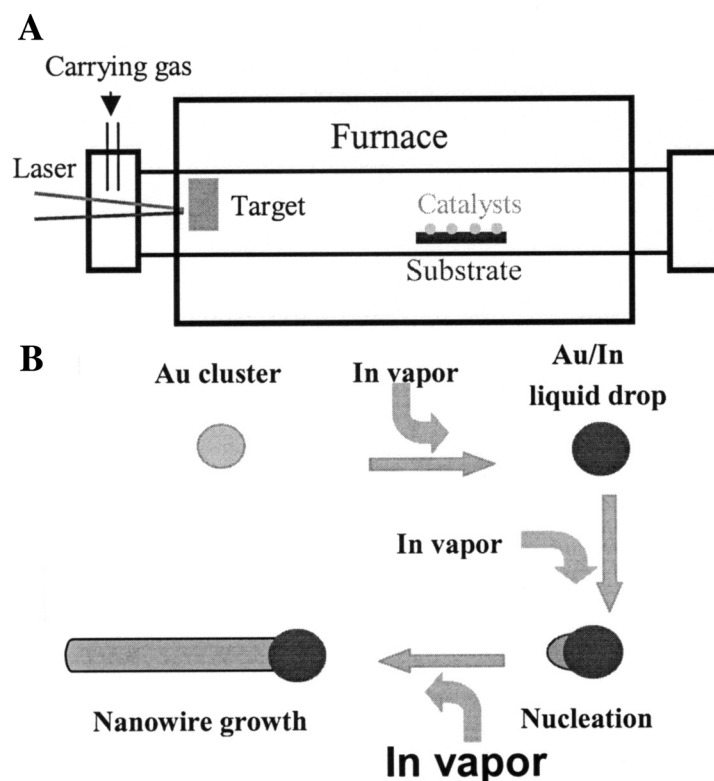 A
Carrying gas
Furnace
Laser
Target
Catalysts
Substrate
B
Au cluster
In vapor
Au/In
liquid drop
In vapor
Nanowire growth
Nucleation
In vapor